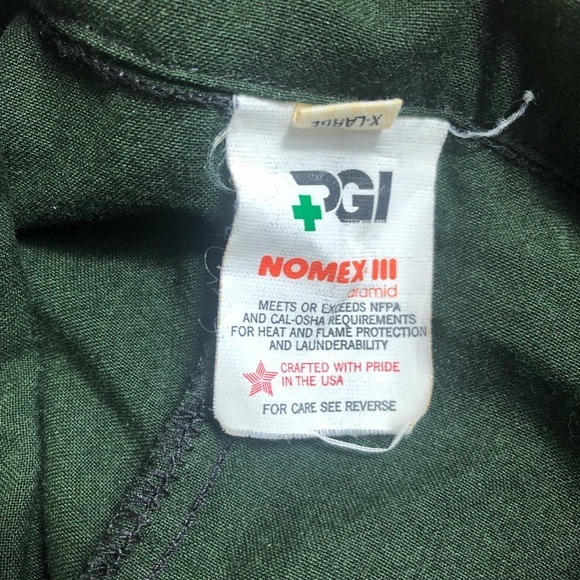 X-LARGE
PGI
NOMEX III
aramid
MEETS OR EXCEEDS NFPA
AND CAL-OSHA REQUIREMENTS
FOR HEAT AND FLAME PROTECTION
AND LAUNDERABILITY
CRAFTED WITH PRIDE
IN THE USA
FOR CARE SEE REVERSE